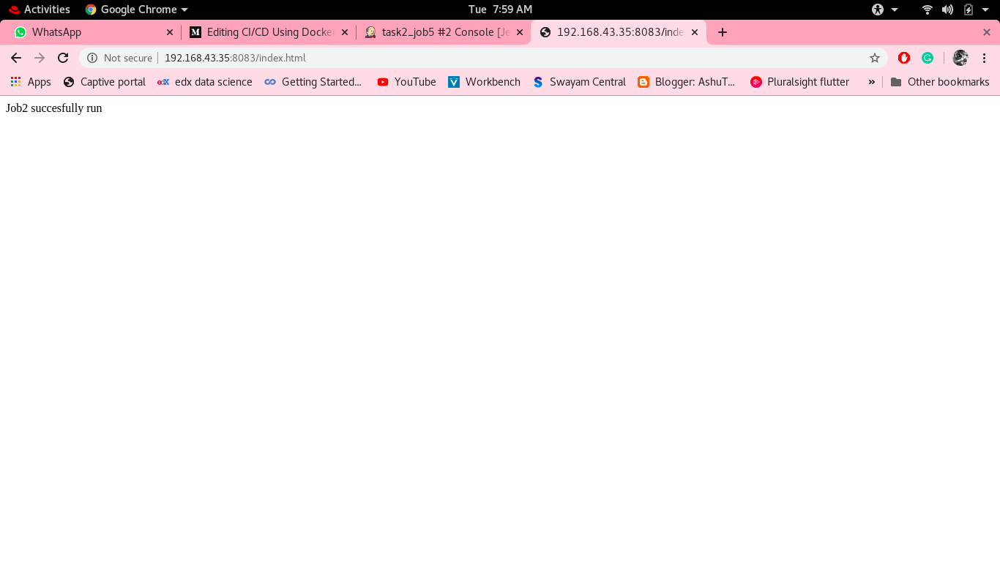 Activities Google Chrome Tue 7:59 AM
WhatsApp Editing CI/CD Using Docker task2_job5 #2 Console [Je 192.168.43.35:8083/inde
Not secure 192.168.43.35:8083/index.html
Apps Captive portal edx data science Getting Started... YouTube Workbench Swayam Central Blogger: AshuT... Pluralsight flutter » Other bookmarks
Job2 succesfully run